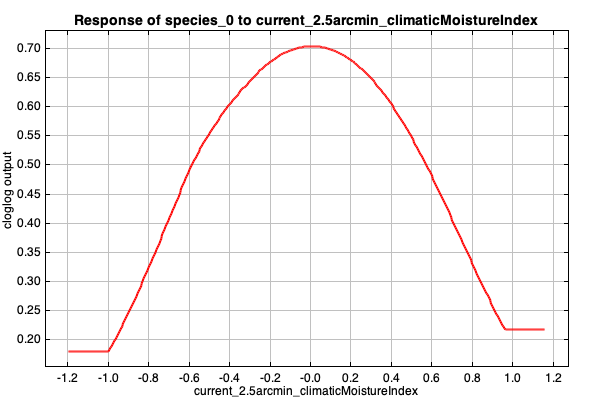 Response of species_0 to current_2.5arcmin_climaticMoistureIndex
cloglog output
0.70
0.65
0.60
0.55
0.50
0.45
0.40
0.35
0.30
0.25
0.20
-1.2 -1.0 -0.8 -0.6 -0.4 -0.2 -0.0 0.2 0.4 0.6 0.8 1.0 1.2
current_2.5arcmin_climaticMoistureIndex